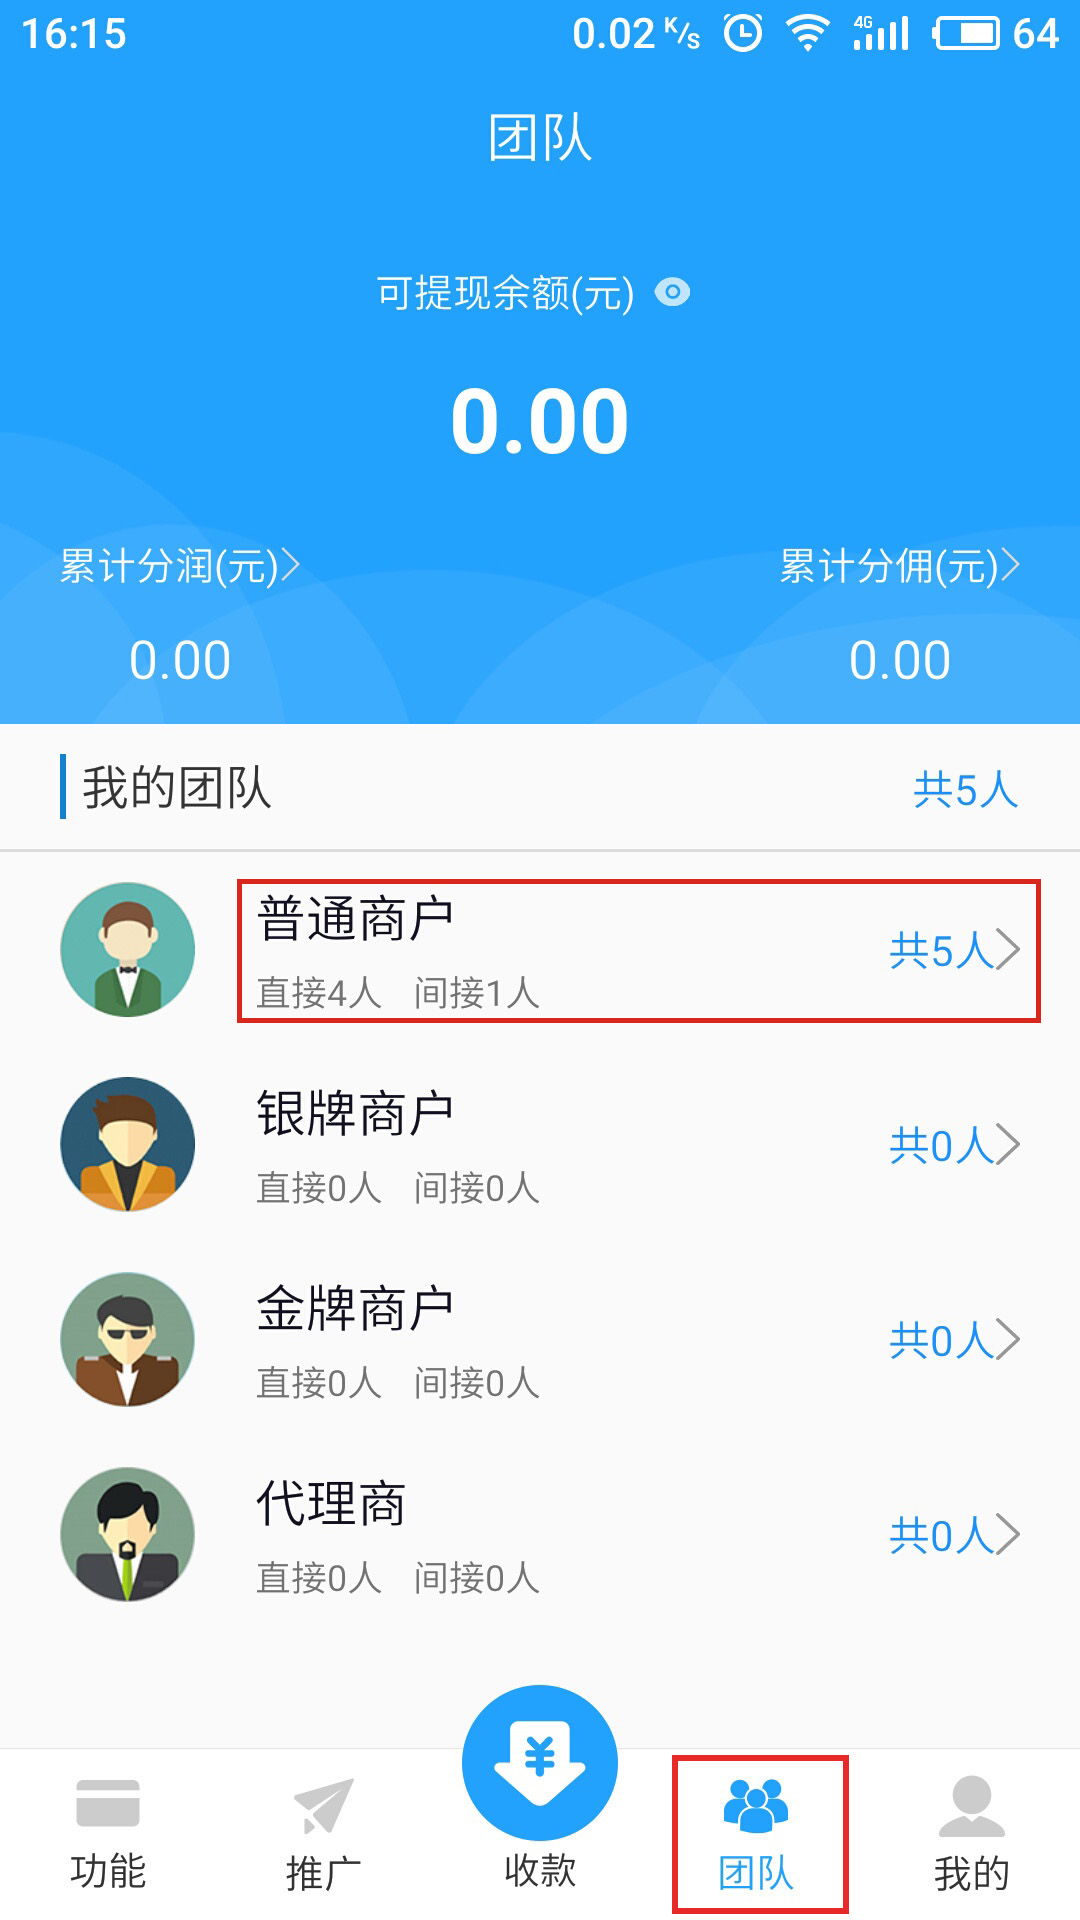 16:15 0.02 K/s 4G 64
团队
可提现余额(元)
0.00
累计分润(元) 累计分佣(元)
0.00 0.00
我的团队 共5人
普通商户
共5人
直接4人 间接1人
银牌商户
共0人
直接0人 间接0人
金牌商户
共0人
直接0人 间接0人
代理商
共0人
直接0人 间接0人
¥
功能 推广 收款 团队 我的